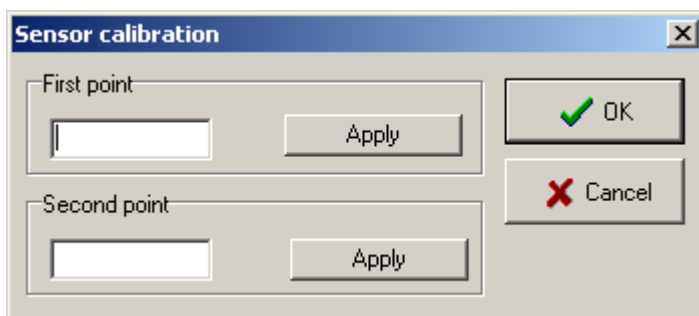 Sensor calibration
First point
Apply
OK
Second point
Apply
Cancel